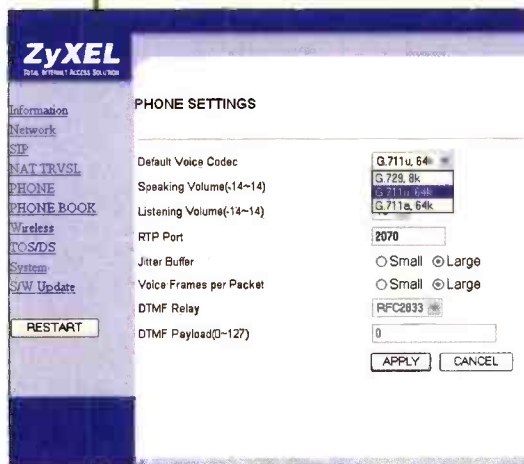 ZyXEL
TOTAL INTERNET ACCESS SOLUTION
Information
Network
SIP
NAT TRVSL
PHONE
PHONE BOOK
Wireless
TOS/DS
System
S/W Update
RESTART
PHONE SETTINGS
Default Voice Codec
G.711u, 64
G.729, 8k
G.711u, 64k
G.711a, 64k
Speaking Volume(-14~14)
Listening Volume(-14~14)
RTP Port
2070
Jitter Buffer
Small Large
Voice Frames per Packet
Small Large
DTMF Relay
RFC2833
DTMF Payload(0~127)
0
APPLY CANCEL